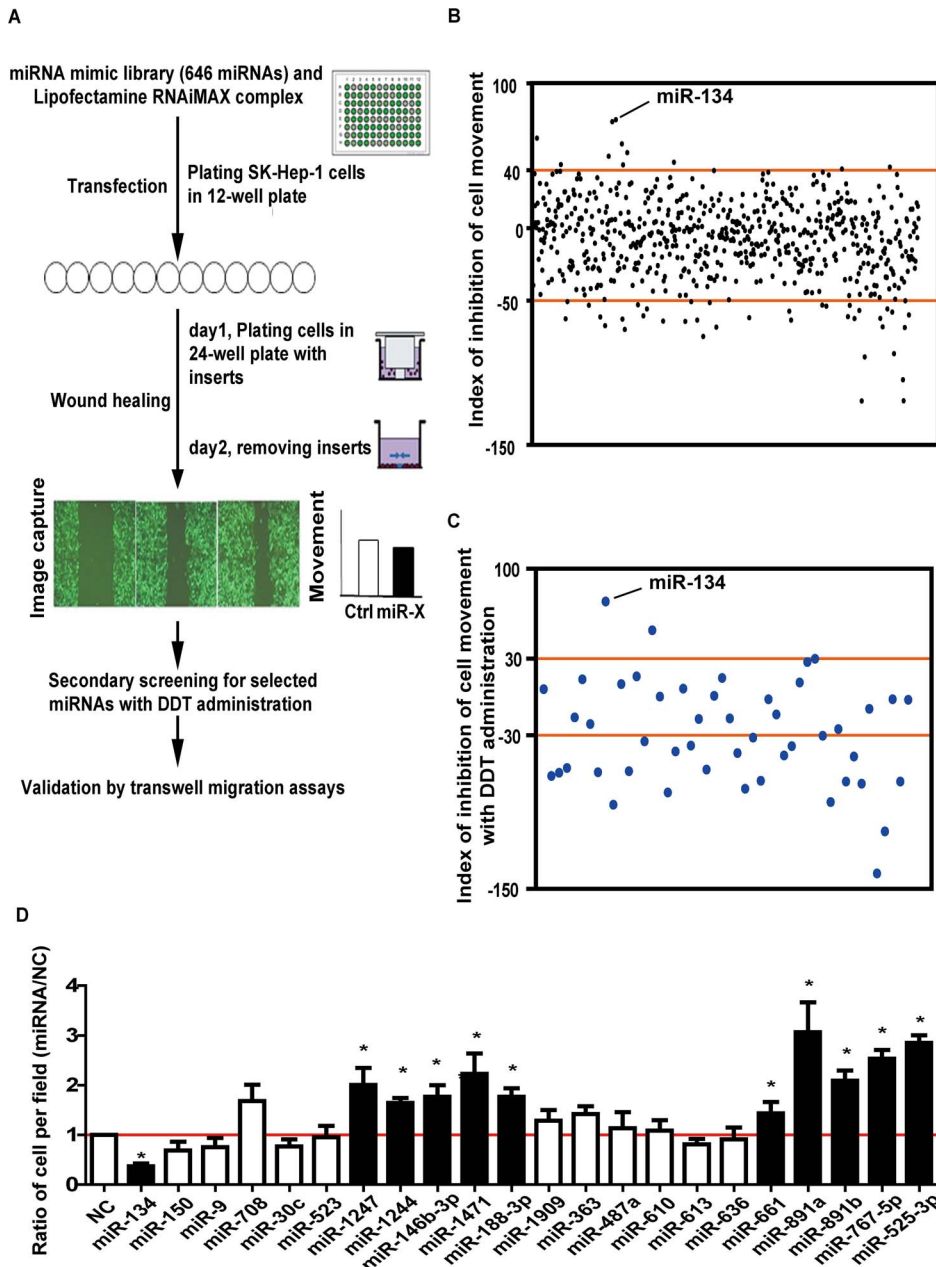 A
miRNA mimic library (646 miRNAs) and
Lipofectamine RNAiMAX complex
Transfection
Plating SK-Hep-1 cells
in 12-well plate
day1, Plating cells in
24-well plate with
inserts
Wound healing
day2, removing inserts
Image capture
Movement
Ctrl miR-X
Secondary screening for selected
miRNAs with DDT administration
Validation by transwell migration assays
B
Index of inhibition of cell movement
100
40
0
-50
-150
miR-134
C
Index of inhibition of cell movement
with DDT administration
100
30
-30
-150
miR-134
D
Ratio of cell per field (miRNA/NC)
4
3
2
1
0
* * * * * * * * * * *
NC
miR-134
miR-150
miR-9
miR-708
miR-30c
miR-523
miR-1247
miR-1244
miR-146b-3p
miR-1471
miR-188-3p
miR-1909
miR-363
miR-487a
miR-610
miR-613
miR-636
miR-661
miR-891a
miR-891b
miR-767-5p
miR-525-3p